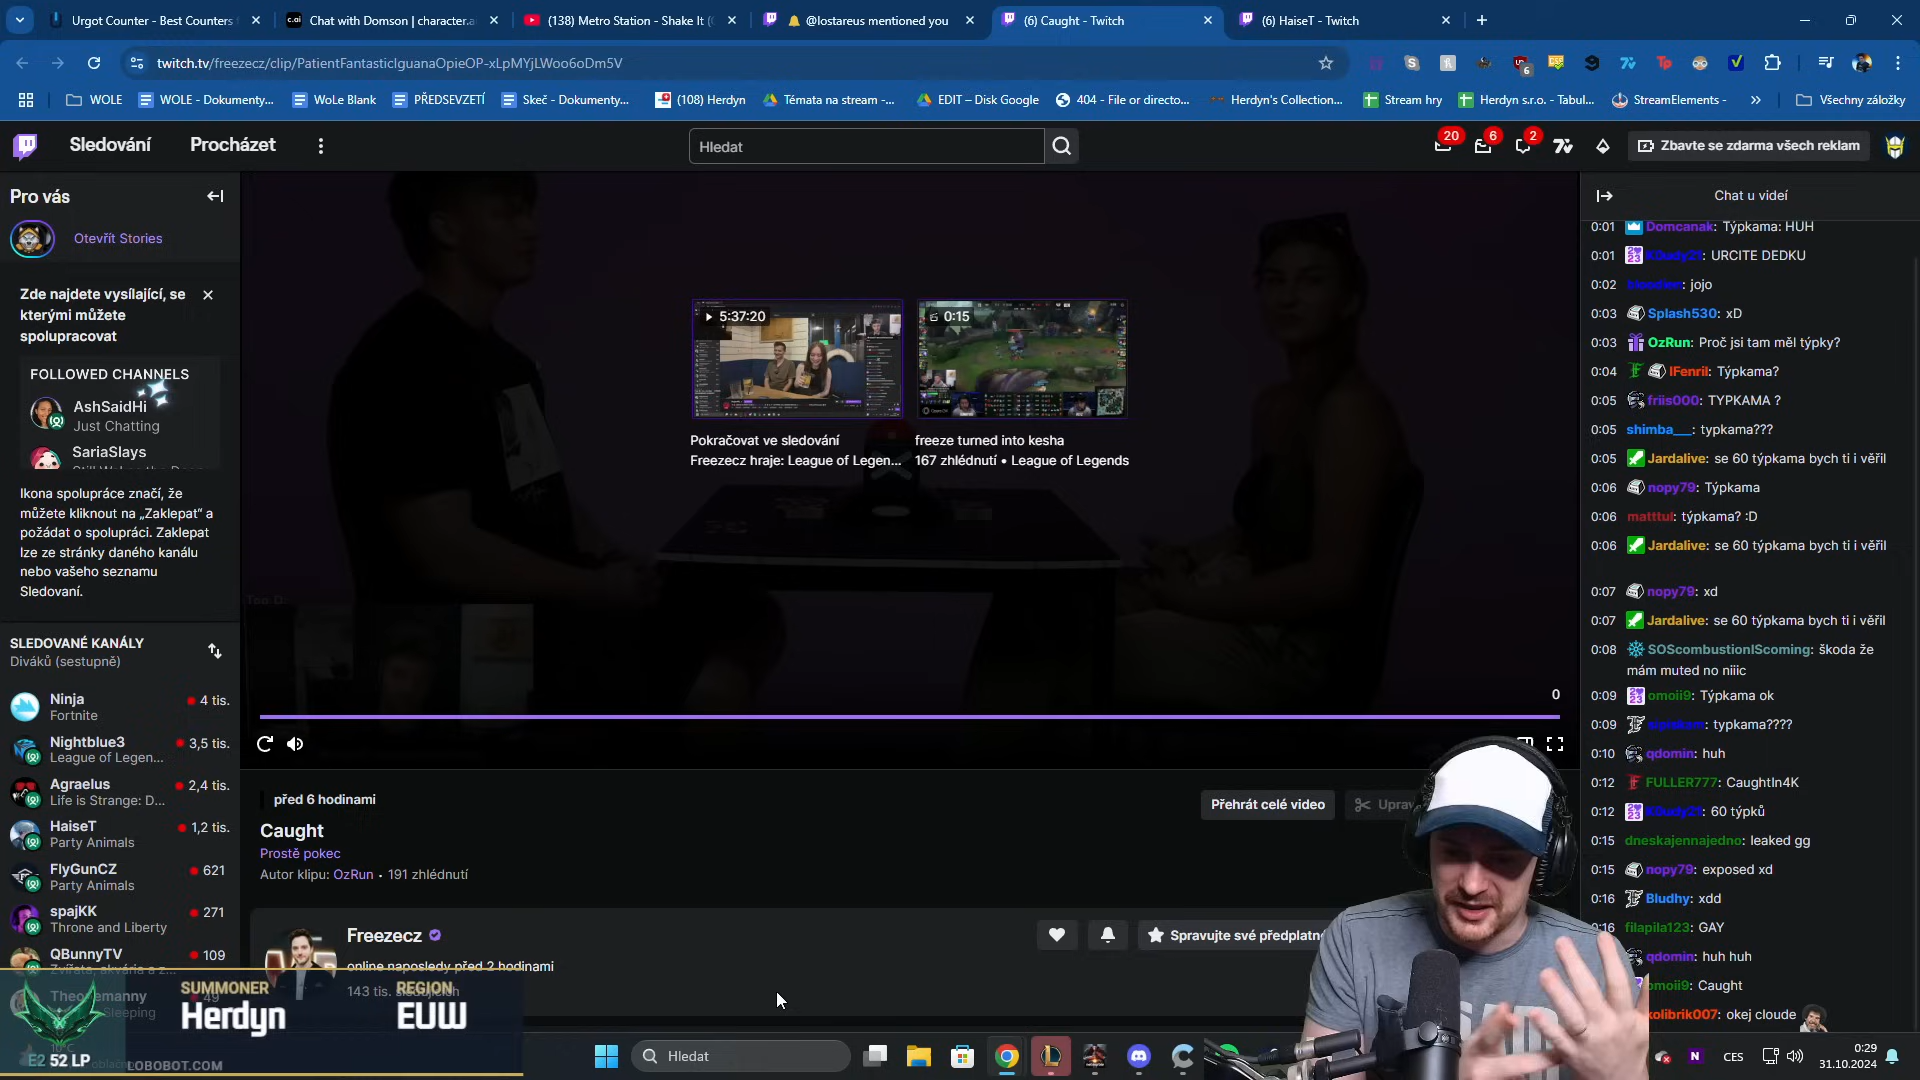 Urgot Counter - Best Counters
Chat with Domson | character.a
(138) Metro Station - Shake It (
@lostareus mentioned you
(6) Caught - Twitch
(6) HaiseT - Twitch
twitch.tv/freezecz/clip/PatientFantasticIguanaOpieOP-xLpMYjLWoo6oDm5V
WOLE
WOLE - Dokumenty...
WoLe Blank
PŘEDSEVZETÍ
Skeč - Dokumenty...
(108) Herdyn
Témata na stream -...
EDIT – Disk Google
404 - File or directo...
Herdyn's Collection...
Stream hry
Herdyn s.r.o. - Tabul...
StreamElements -
Všechny záložky
Sledování
Procházet
Hledat
20
6
2
Zbavte se zdarma všech reklam
Pro vás
Otevřít Stories
Zde najdete vysílající, se
kterými můžete
spolupracovat
FOLLOWED CHANNELS
AshSaidHi
Just Chatting
SariaSlays
Ikona spolupráce značí, že
můžete kliknout na „Zaklepat“ a
požádat o spolupráci. Zaklepat
lze ze stránky daného kanálu
nebo vašeho seznamu
Sledovaní.
SLEDOVANÉ KANÁLY
Diváků (sestupně)
Ninja
4 tis.
Fortnite
Nightblue3
3,5 tis.
League of Legen...
Agraelus
2,4 tis.
Life is Strange: D...
HaiseT
1,2 tis.
Party Animals
FlyGunCZ
621
Party Animals
spajKK
271
Throne and Liberty
QBunnyTV
109
5:37:20
0:15
Pokračovat ve sledování
Freezecz hraje: League of Legen...
freeze turned into kesha
167 zhlédnutí • League of Legends
0
před 6 hodinami
Přehrát celé video
Uprav
Caught
Prostě pokec
Autor klipu: OzRun • 191 zhlédnutí
Freezecz
online naposledy před 2 hodinami
143 tis. sledujících
Spravujte své předplatné
Chat u videí
0:01 Domcanak: Týpkama: HUH
0:01 URCITE DEDKU
0:02 jojo
0:03 Splash530: xD
0:03 OzRun: Proč jsi tam měl týpky?
0:04 IFenril: Týpkama?
0:05 friis000: TYPKAMA ?
0:05 shimba___: typkama???
0:05 Jardalive: se 60 týpkama bych ti i věřil
0:06 nopy79: Týpkama
0:06 matttul: týpkama? :D
0:06 Jardalive: se 60 týpkama bych ti i věřil
0:07 nopy79: xd
0:07 Jardalive: se 60 týpkama bych ti i věřil
0:08 SOScombustionIScoming: škoda že
mám muted no niiic
0:09 omoii9: Týpkama ok
0:09 typkama????
0:10 qdomin: huh
0:12 FULLER777: CaughtIn4K
0:12 60 týpků
0:15 dneskajennajedno: leaked gg
0:15 nopy79: exposed xd
0:16 Bludhy: xdd
0:16 filapila123: GAY
qdomin: huh huh
omoii9: Caught
kolibrik007: okej cloude
SUMMONER
Herdyn
REGION
EUW
E2 52 LP
LOBOBOT.COM
Hledat
CES
0:29
31.10.2024